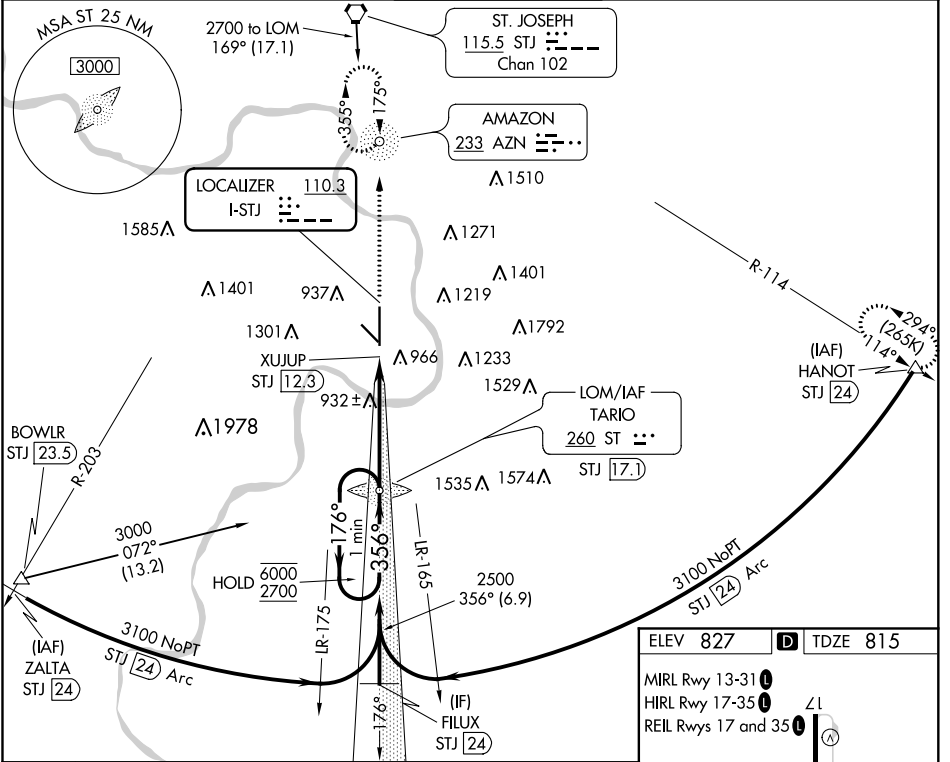 MSA ST 25 NM
3000
2700 to LOM
169° (17.1)
ST. JOSEPH
115.5 STJ
Chan 102
355°
175°
AMAZON
233 AZN
LOCALIZER 110.3
I-STJ
1510
1585
1271
1401
937
1401
1219
1301
1792
XUJUP
STJ 12.3
966
1233
1529
932±
1978
R-114
294°
(265K)
114°
(IAF)
HANOT
STJ 24
LOM/IAF
TARIO
260 ST
STJ 17.1
1535
1574
BOWLR
STJ 23.5
R-203
3000
072°
(13.2)
176°
1 min
356°
HOLD 6000
2700
LR-175
LR-165
2500
356° (6.9)
3100 NoPT
STJ 24 Arc
3100 NoPT
STJ 24 Arc
(IAF)
ZALTA
STJ 24
176°
(IF)
FILUX
STJ 24
ELEV 827 D TDZE 815
MIRL Rwy 13-31 L
HIRL Rwy 17-35 L
REIL Rwys 17 and 35 L
17